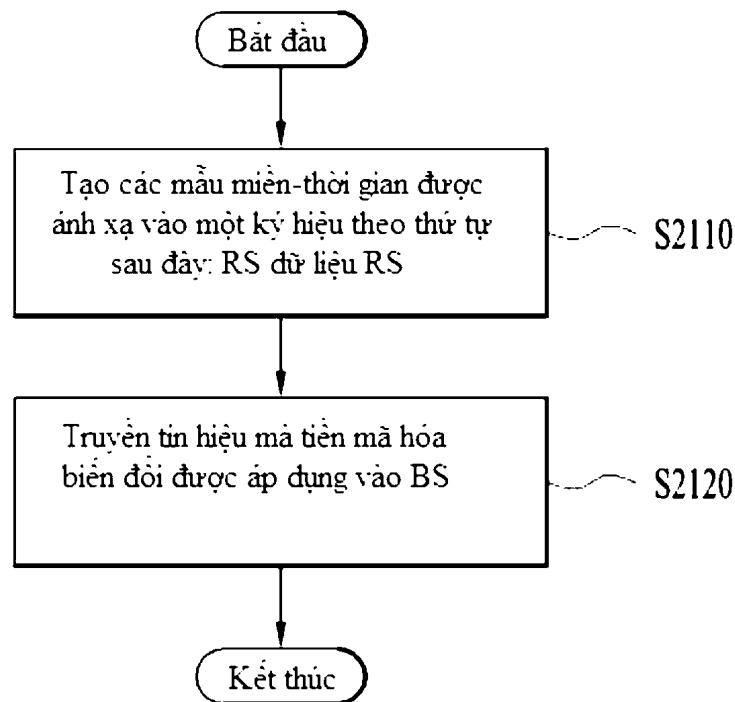 Bắt đầu
Tạo các mẫu miền-thời gian được
ánh xạ vào một ký hiệu theo thứ tự
sau đây: RS dữ liệu RS
S2110
Truyền tín hiệu mà tiền mã hóa
biến đổi được áp dụng vào BS
S2120
Kết thúc